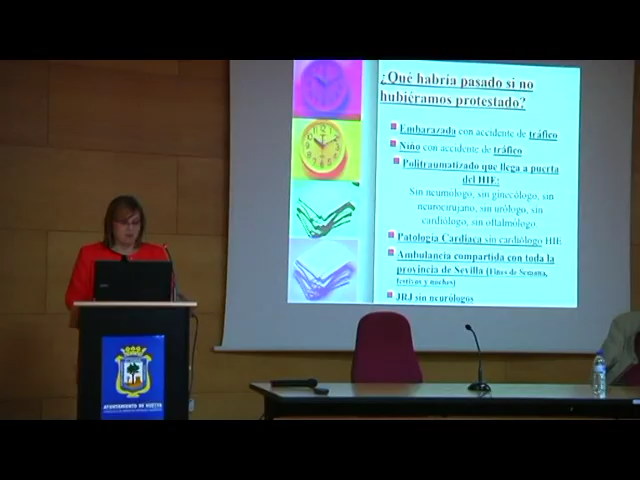 ¿Qué habría pasado si no
hubiéramos protestado?
Embarazada con accidente de tráfico
Niño con accidente de tráfico
Politraumatizado que llega a puerta
del HIE:
Sin neumólogo, sin ginecólogo, sin
neurocirujano, sin urólogo, sin
cardiólogo, sin oftalmólogo.
Patología Cardiaca sin cardiólogo HIE
Ambulancia compartida con toda la
provincia de Sevilla (Fines de Semana,
festivos y noches)
JRJ sin neurólogos
AYUNTAMIENTO DE HUELVA